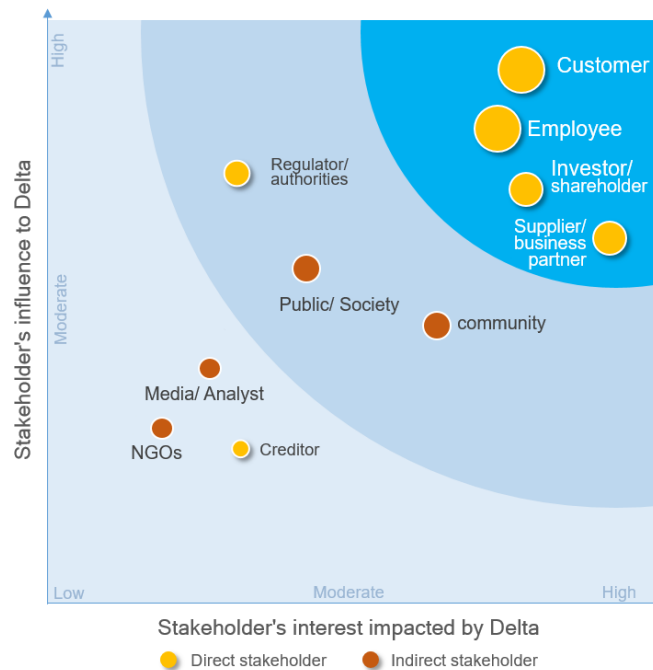 High
Customer
Employee
Regulator/
authorities
Investor/
shareholder
Supplier/
business
partner
Stakeholder's influence to Delta
Moderate
Public/ Society
community
Media/ Analyst
NGOs
Creditor
Low
Moderate
High
Stakeholder's interest impacted by Delta
Direct stakeholder
Indirect stakeholder